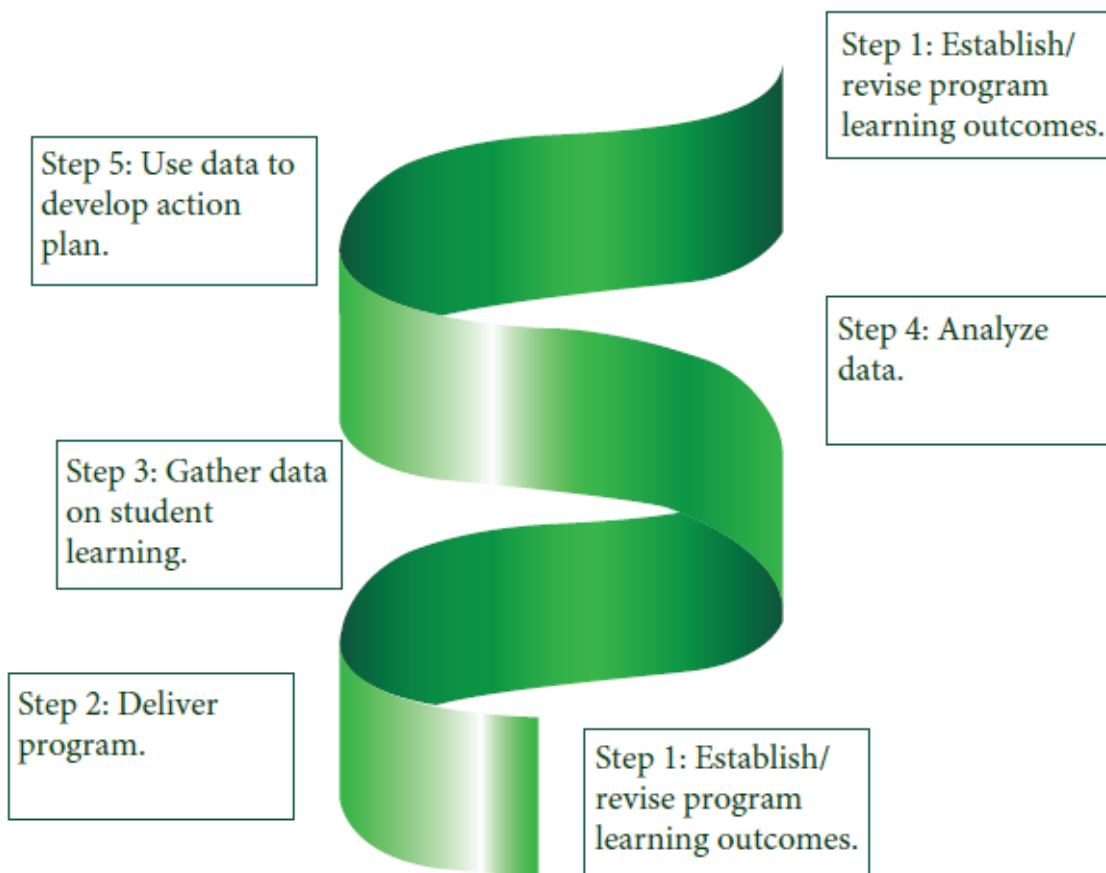 Step 1: Establish/
revise program
learning outcomes.
Step 5: Use data to
develop action
plan.
Step 4: Analyze
data.
Step 3: Gather data
on student
learning.
Step 2: Deliver
program.
Step 1: Establish/
revise program
learning outcomes.